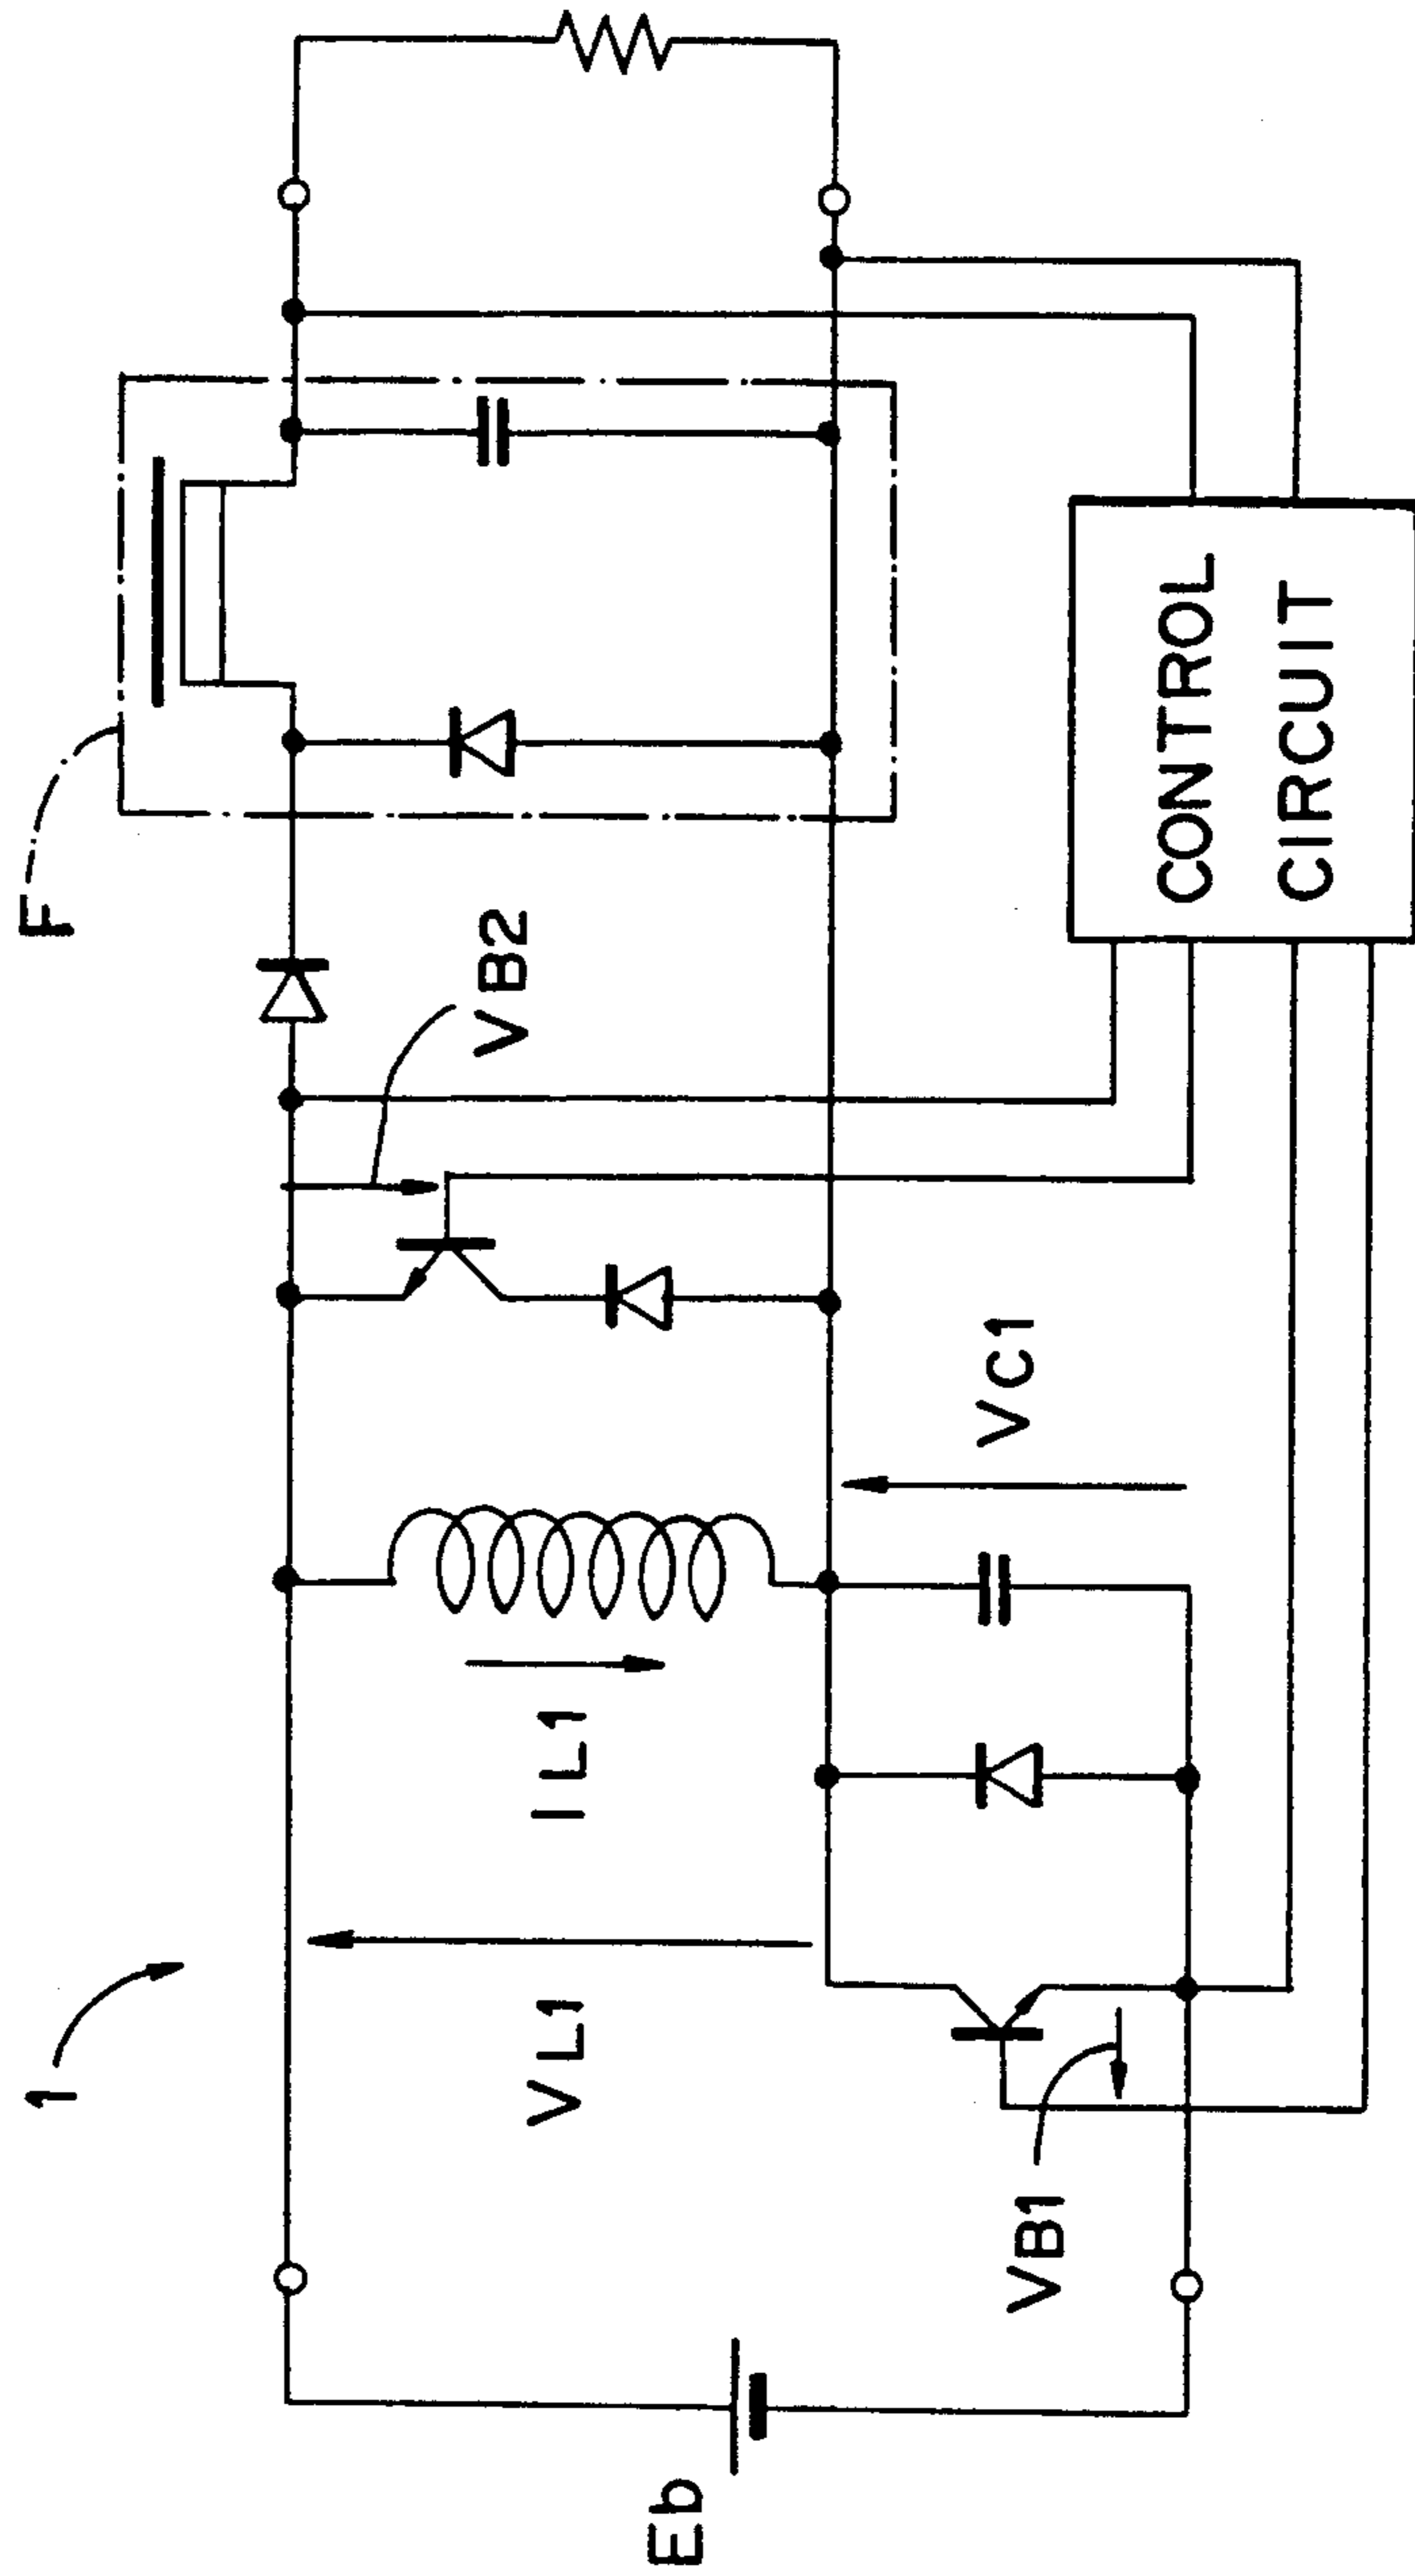 1
F
VB2
VL1
IL1
VC1
Eb
VB1
CONTROL
CIRCUIT